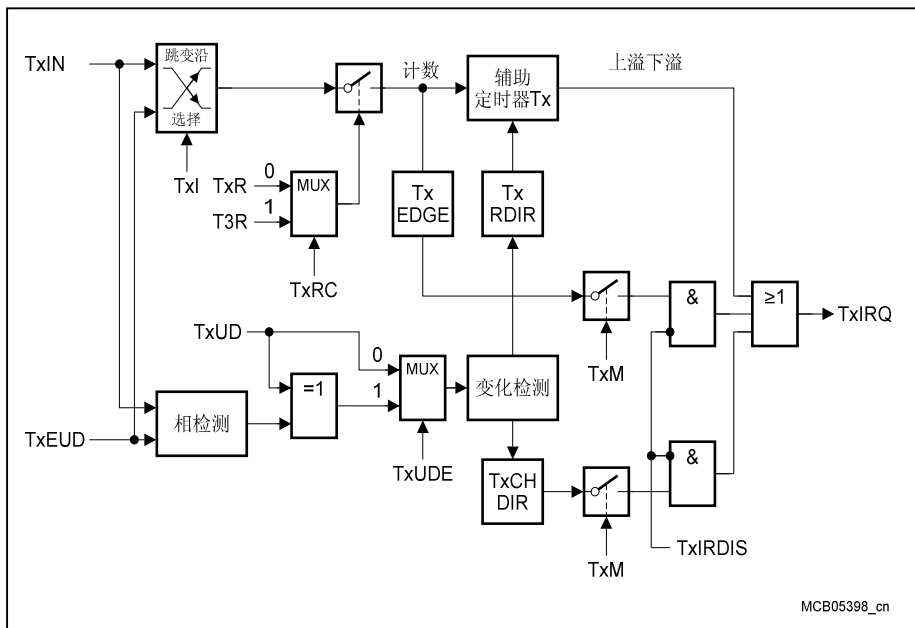 TxIN
跳变沿
选择
TxI
计数
辅助
定时器Tx
上溢下溢
TxR
0
T3R
1
MUX
TxRC
Tx
EDGE
Tx
RDIR
TxM
&
≥1
TxIRQ
TxUD
0
1
=1
MUX
TxUDE
变化检测
相检测
TxEUD
TxCH
DIR
TxM
&
TxIRDIS
MCB05398_cn